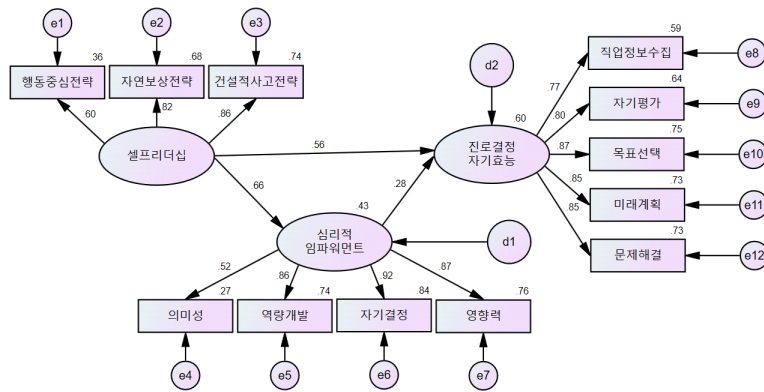 e1
e2
e3
.36
.68
.74
행동중심전략
자연보상전략
건설적사고전략
.60
.82
.86
셀프리더십
.56
.66
d2
.60
진로결정
자기효능
.28
.43
심리적
임파워먼트
d1
.77
.80
.87
.85
.85
.59
직업정보수집
e8
.64
자기평가
e9
.75
목표선택
e10
.73
미래계획
e11
.73
문제해결
e12
.52
.86
.92
.87
.27
.74
.84
.76
의미성
역량개발
자기결정
영향력
e4
e5
e6
e7